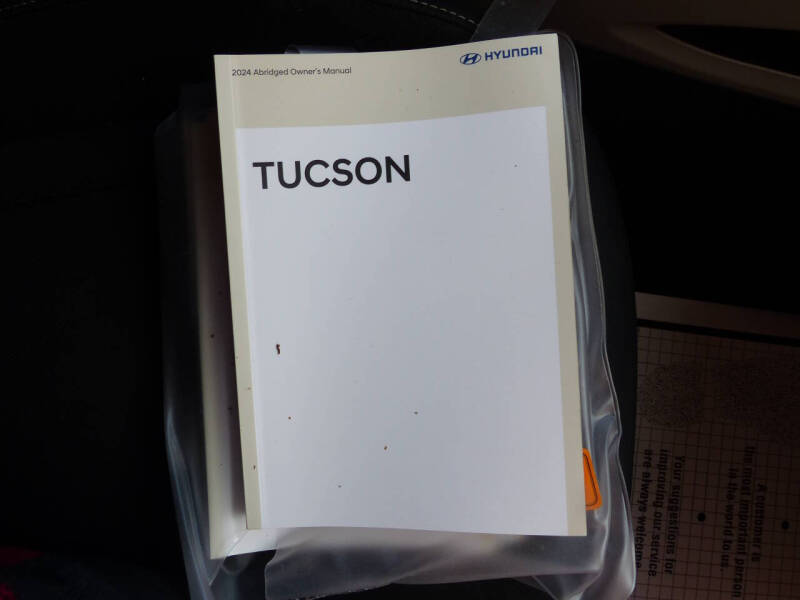 2024 Abridged Owner's Manual
HYUNDAI
TUCSON
A customer is
the most important person
is the world to us.
Your suggestions for
improving our service
are always welcome